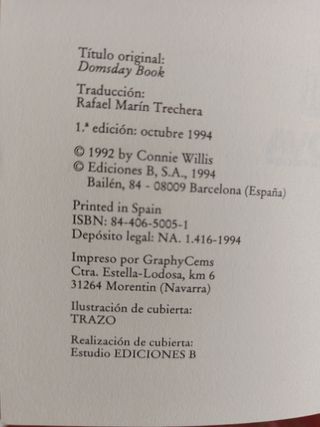 Título original:
Domsday Book
Traducción:
Rafael Marín Trechera
1.ª edición: octubre 1994
© 1992 by Connie Willis
© Ediciones B, S.A., 1994
Bailén, 84 - 08009 Barcelona (España)
Printed in Spain
ISBN: 84-406-5005-1
Depósito legal: NA. 1.416-1994
Impreso por GraphyCems
Ctra. Estella-Lodosa, km 6
31264 Morentin (Navarra)
Ilustración de cubierta:
TRAZO
Realización de cubierta:
Estudio EDICIONES B